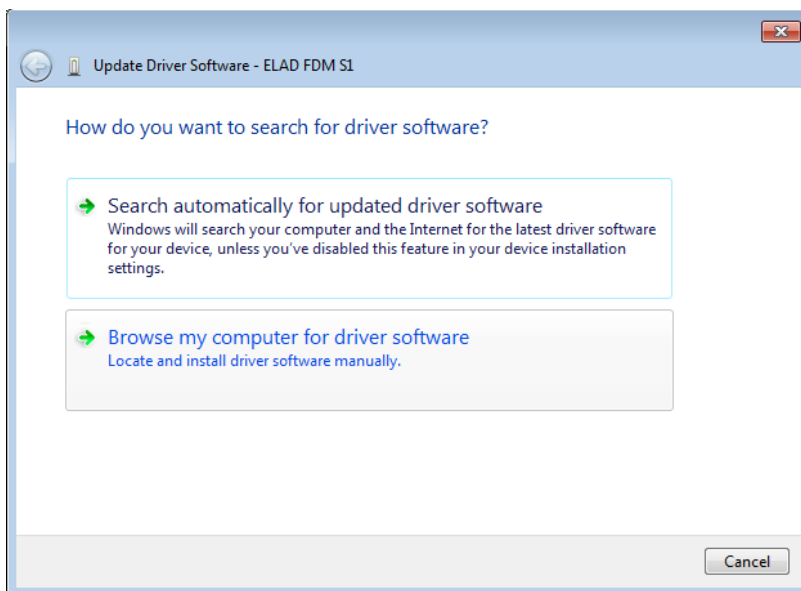 Update Driver Software - ELAD FDM S1
How do you want to search for driver software?
Search automatically for updated driver software
Windows will search your computer and the Internet for the latest driver software
for your device, unless you've disabled this feature in your device installation
settings.
Browse my computer for driver software
Locate and install driver software manually.
Cancel